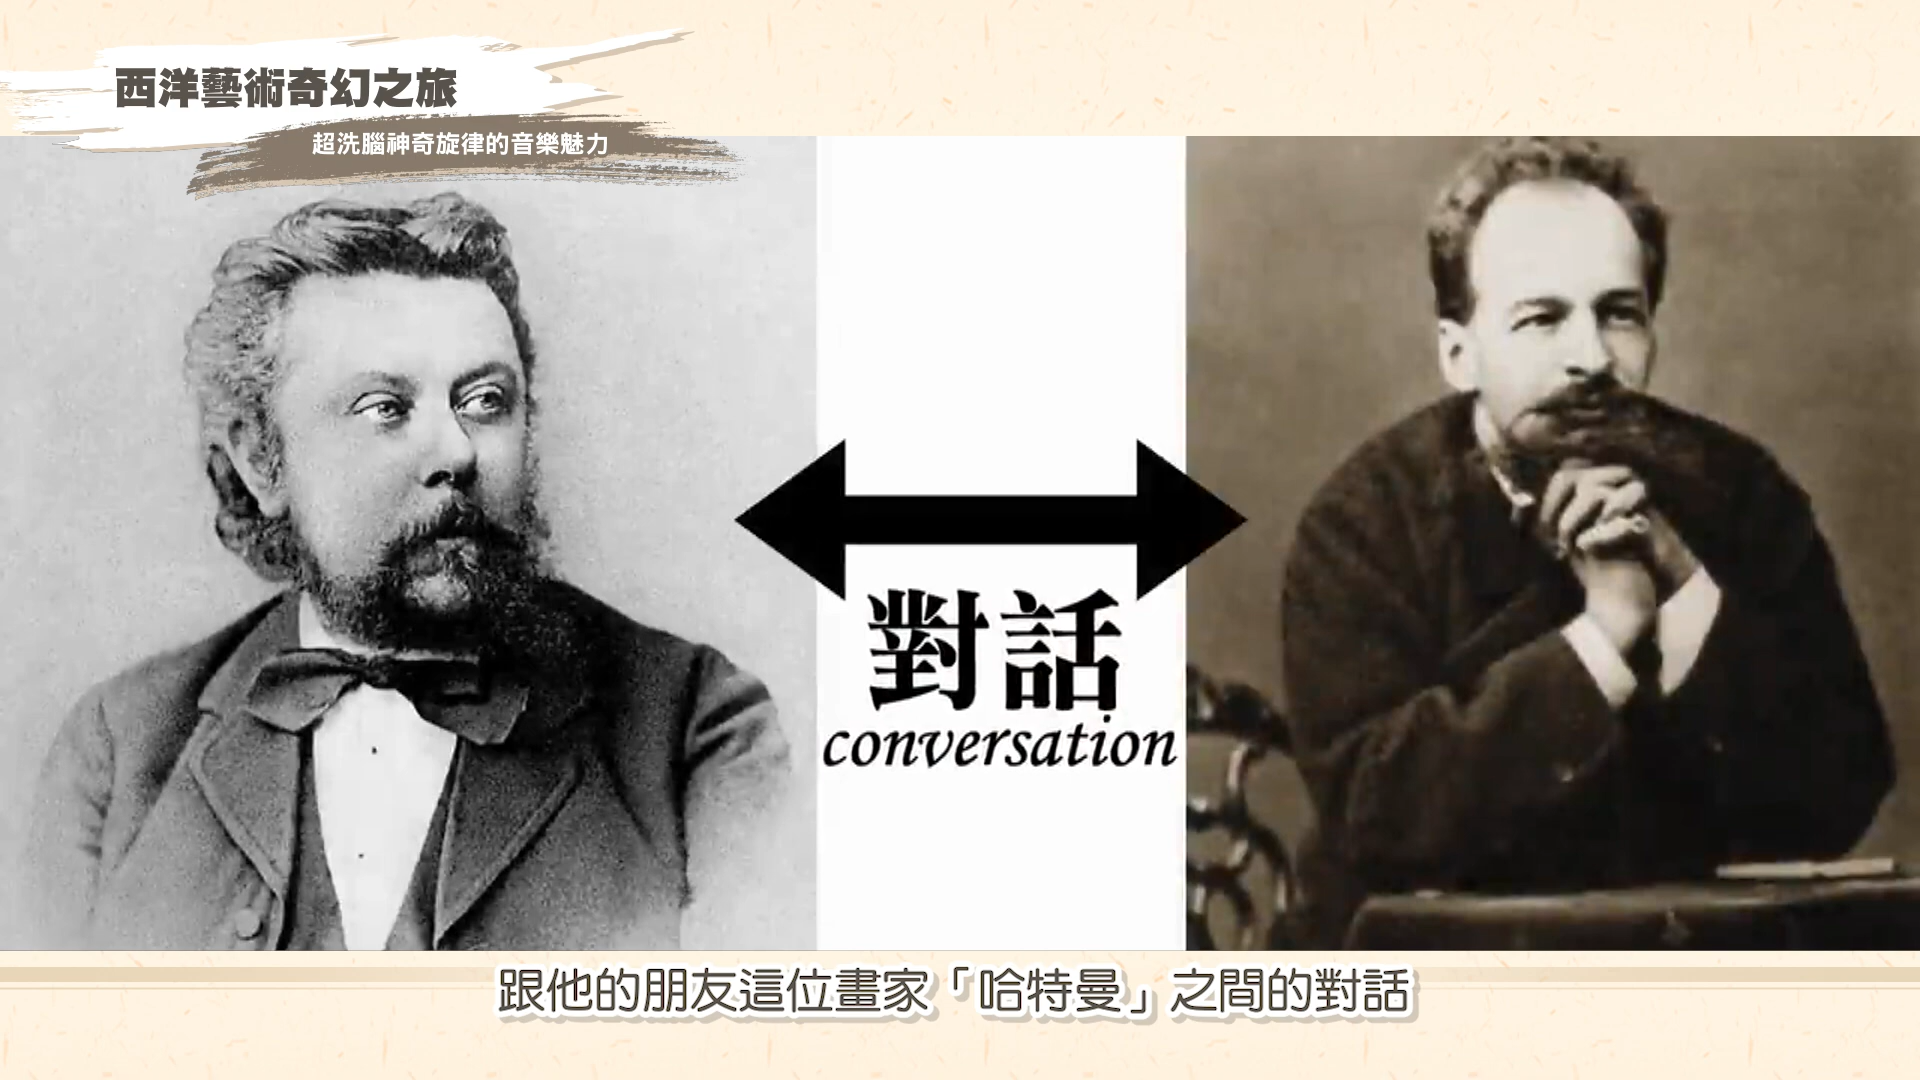 西洋藝術奇幻之旅
超洗腦神奇旋律的音樂魅力
對話
conversation
跟他的朋友這位畫家「哈特曼」之間的對話